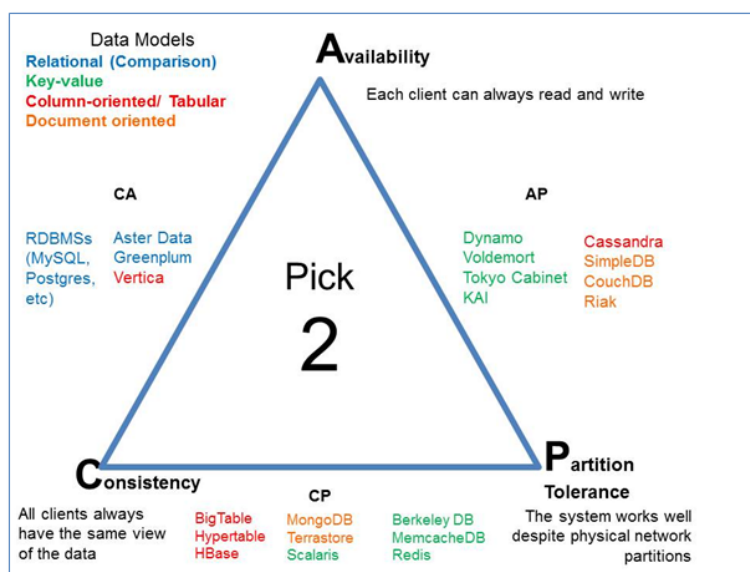 Data Models
Relational (Comparison)
Key-value
Column-oriented/ Tabular
Document oriented
Availability
Each client can always read and write
CA
RDBMSs
(MySQL,
Postgres,
etc)
Aster Data
Greenplum
Vertica
Pick
2
AP
Dynamo
Voldemort
Tokyo Cabinet
KAI
Cassandra
SimpleDB
CouchDB
Riak
Consistency
All clients always
have the same view
of the data
CP
BigTable
Hypertable
HBase
MongoDB
Terrastore
Scalaris
Berkeley DB
MemcacheDB
Redis
Partition
Tolerance
The system works well
despite physical network
partitions